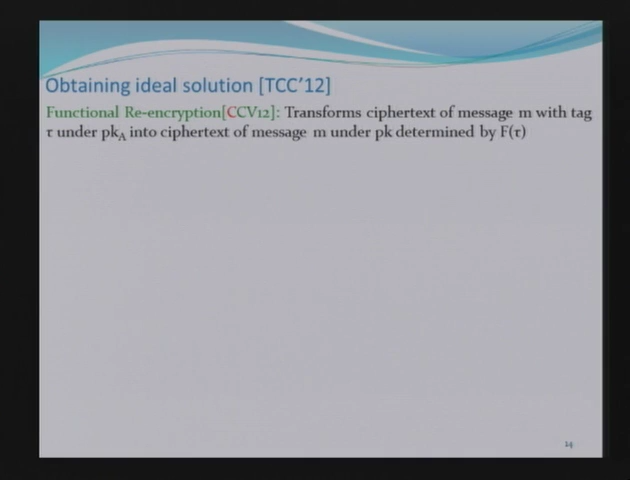 Obtaining ideal solution [TCC'12]
Functional Re-encryption[CCV12]: Transforms ciphertext of message m with tag
τ under pkA into ciphertext of message m under pk determined by F(τ)
14